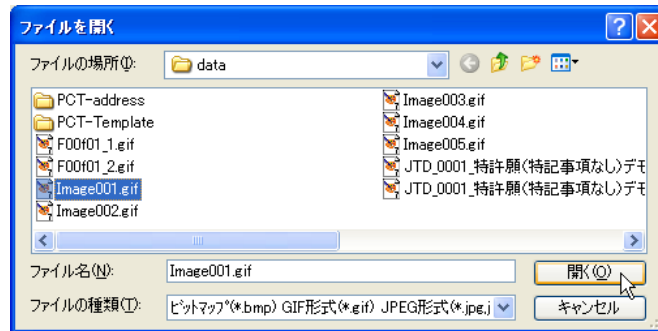 ファイルを開く
ファイルの場所(I):
data
PCT-address
PCT-Template
F00f01_1.gif
F00f01_2.gif
Image001.gif
Image002.gif
Image003.gif
Image004.gif
Image005.gif
JTD_0001_特許願(特記事項なし)デモ
JTD_0001_特許願(特記事項なし)デモ
ファイル名(N):
Image001.gif
開く(O)
ファイルの種類(T):
ビットマップ(*.bmp) GIF形式(*.gif) JPEG形式(*.jpg,j
キャンセル